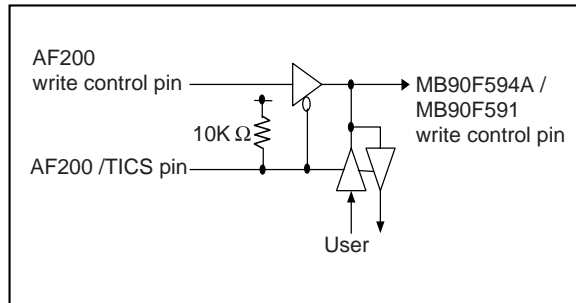 AF200
write control pin
MB90F594A /
MB90F591
write control pin
10K Ω
AF200 /TICS pin
User